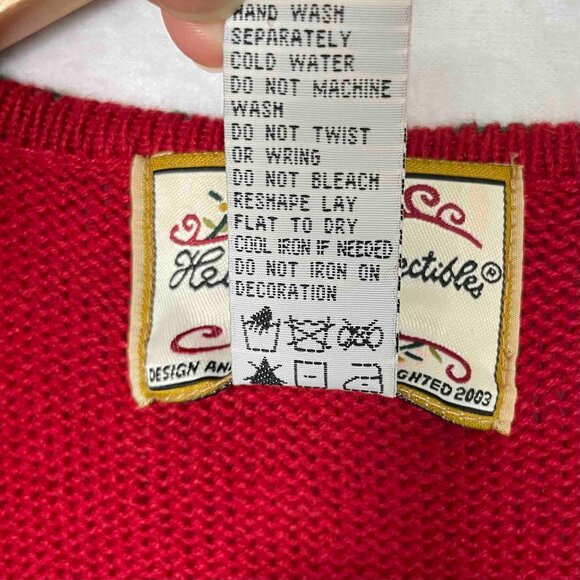 HAND WASH
SEPARATELY
COLD WATER
DO NOT MACHINE
WASH
DO NOT TWIST
OR WRING
DO NOT BLEACH
RESHAPE LAY
FLAT TO DRY
COOL IRON IF NEEDED
DO NOT IRON ON
DECORATION
He
ectibles®
DESIGN AN
GHTED 2003